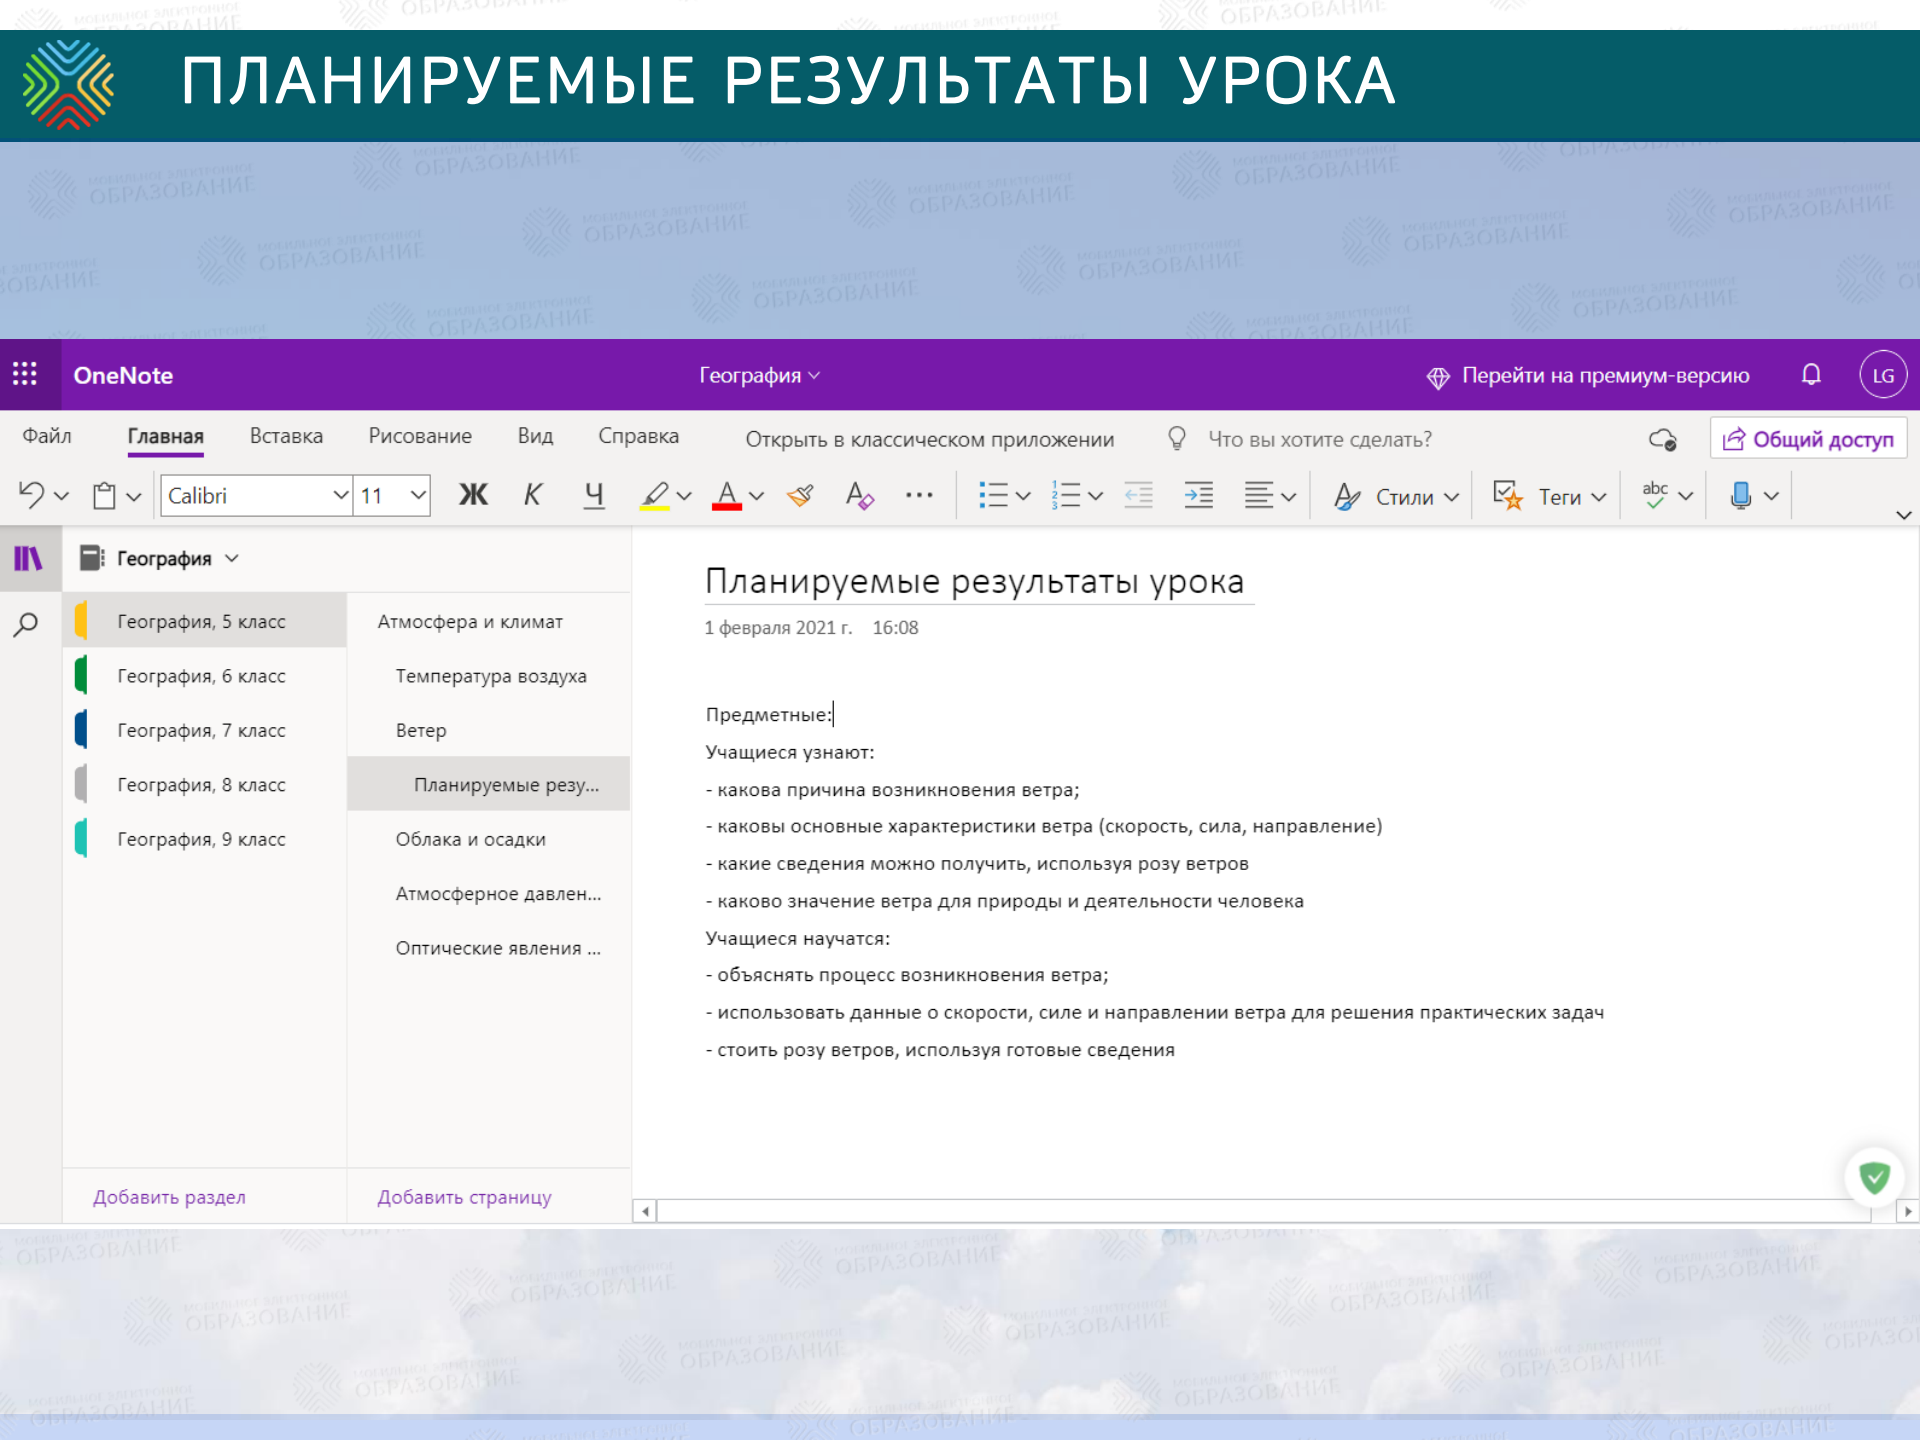 ПЛАНИРУЕМЫЕ РЕЗУЛЬТАТЫ УРОКА
OneNote
География
Перейти на премиум-версию
LG
Файл Главная Вставка Рисование Вид Справка Открыть в классическом приложении Что вы хотите сделать? Общий доступ
Calibri 11 Ж К Ч А Стили Теги abc
География
География, 5 класс
География, 6 класс
География, 7 класс
География, 8 класс
География, 9 класс
Добавить раздел
Атмосфера и климат
Температура воздуха
Ветер
Планируемые резу...
Облака и осадки
Атмосферное давлен...
Оптические явления ...
Добавить страницу
Планируемые результаты урока
1 февраля 2021 г. 16:08
Предметные:
Учащиеся узнают:
- какова причина возникновения ветра;
- каковы основные характеристики ветра (скорость, сила, направление)
- какие сведения можно получить, используя розу ветров
- каково значение ветра для природы и деятельности человека
Учащиеся научатся:
- объяснять процесс возникновения ветра;
- использовать данные о скорости, силе и направлении ветра для решения практических задач
- стоить розу ветров, используя готовые сведения
МОБИЛЬНОЕ ЭЛЕКТРОННОЕ
ОБРАЗОВАНИЕ